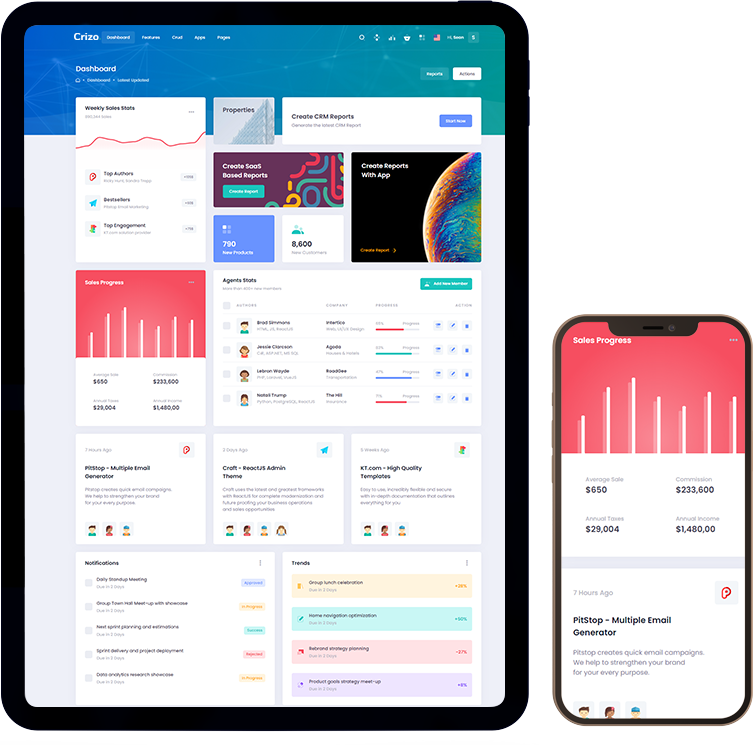 Crizo
Dashboard Features Crud Apps Pages
Hi, Sean S
Dashboard
Dashboard Latest Updated
Reports Actions
Weekly Sales Stats
Top Authors
Bestsellers
Pitstop Email Marketing
Top Engagement
KT.com solution provider
Properties
Create CRM Reports
Generate the latest CRM Report
Start Now
Create SaaS
Based Reports
Create Report
Create Reports
With App
Create Report
790
New Products
8,600
New Customers
Sales Progress
Average Sale Commission
$650 $233,600
Annual Taxes Annual Income
$29,004 $1,480,00
Agents Stats
More than 400+ new members
Add New Member
AUTHORS COMPANY PROGRESS ACTION
Brad Simmons Intertico Progress
HTML, JS, ReactJS Web, UI/UX Design
Jessie Clarcson Agoda Progress
C#, ASP.NET, MS SQL Houses & Hotels
Lebron Wayde RoadGee Progress
PHP, Laravel, VueJS Transportation
Natali Trump The Hill Progress
Python, PostgreSQL, ReactJS Insurance
7 Hours Ago
PitStop - Multiple Email
Generator
Pitstop creates quick email campaigns.
We help to strengthen your brand
for your every purpose.
2 Days Ago
Craft - ReactJS Admin
Theme
Craft uses the latest and greatest frameworks
with ReactJS for complete modernization and
future proofing your business operations
and sales opportunities
5 Weeks Ago
KT.com - High Quality
Templates
Easy to use, incredibly flexible and secure
with in-depth documentation that outlines
everything for you
Notifications
Daily Standup Meeting Approved
Due in 2 Days
Group Town Hall Meet-up with showcase In Progress
Due in 2 Days
Next sprint planning and estimations Success
Due in 2 Days
Sprint delivery and project deployment Rejected
Due in 2 Days
Data analytics research showcase In Progress
Due in 2 Days
Trends
Group lunch celebration +28%
Due in 2 Days
Home navigation optimization +50%
Due in 2 Days
Rebrand strategy planning -27%
Due in 2 Days
Product goals strategy meet-up +8%
Due in 2 Days
Sales Progress
Average Sale Commission
$650 $233,600
Annual Taxes Annual Income
$29,004 $1,480,00
7 Hours Ago
PitStop - Multiple Email
Generator
Pitstop creates quick email campaigns.
We help to strengthen your brand
for your every purpose.